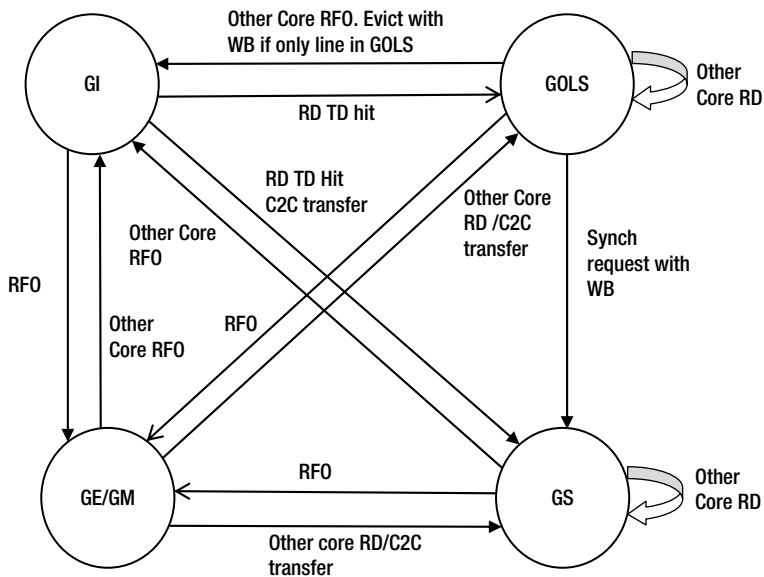 Other Core RFO. Evict with
WB if only line in GOLS
GI
GOLS
Other
Core RD
RD TD hit
RD TD Hit
C2C transfer
Other Core
RD /C2C
transfer
Other Core
RFO
Synch
request with
WB
RFO
Other
Core RFO
RFO
GE/GM
RFO
GS
Other
Core RD
Other core RD/C2C
transfer